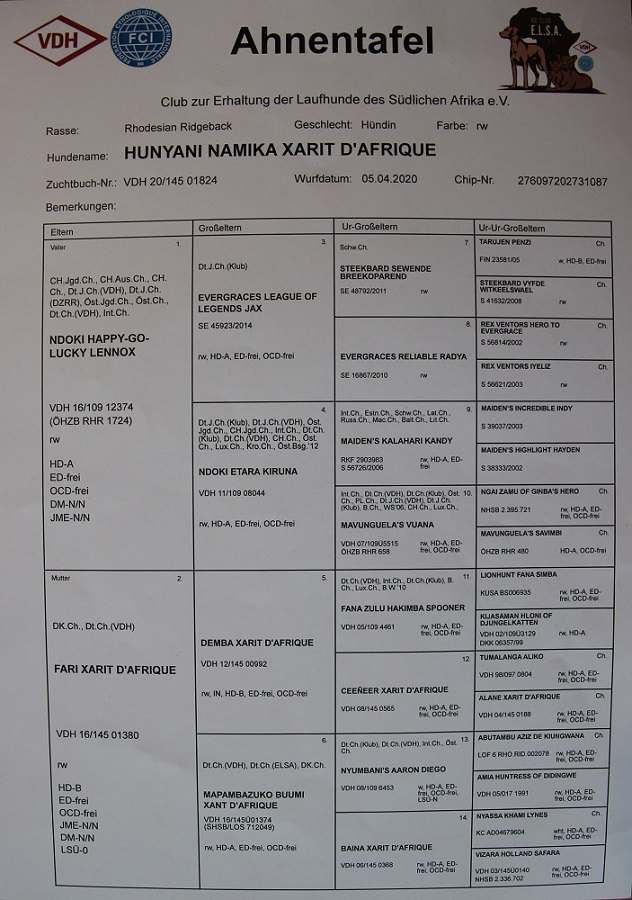 VDH
FEDERATION CYNOLOGIQUE INTERNATIONALE
FCI
Ahnentafel
RR CLUB
E.L.S.A.
e.V.
VDH
Club zur Erhaltung der Laufhunde des Südlichen Afrika e.V.
Rasse: Rhodesian Ridgeback Geschlecht: Hündin Farbe: rw
Hundename: HUNYANI NAMIKA XARIT D'AFRIQUE
Zuchtbuch-Nr.: VDH 20/145 01824 Wurfdatum: 05.04.2020 Chip-Nr. 276097202731087
Bemerkungen:
Eltern Großeltern Ur-Großeltern Ur-Ur-Großeltern
Vater 1.
CH.Jgd.Ch., CH.Aus.Ch., CH.
Ch., Dt.J.Ch.(VDH), Dt.J.Ch.
(DZRR), Öst.Jgd.Ch., Öst.Ch.,
Dt.Ch.(VDH), Int.Ch.
NDOKI HAPPY-GO-
LUCKY LENNOX
VDH 16/109 12374
(ÖHZB RHR 1724)
rw
HD-A
ED-frei
OCD-frei
DM-N/N
JME-N/N
Mutter 2.
DK.Ch., Dt.Ch.(VDH)
FARI XARIT D'AFRIQUE
VDH 16/145 01380
rw
HD-B
ED-frei
OCD-frei
JME-N/N
DM-N/N
LSÜ-0
3.
Dt.J.Ch.(Klub)
EVERGRACES LEAGUE OF
LEGENDS JAX
SE 45923/2014
rw, HD-A, ED-frei, OCD-frei
4.
Dt.J.Ch.(Klub), Dt.J.Ch.(VDH), Öst.
Jgd.Ch., CH.Jgd.Ch., Int.Ch., Dt.Ch.
(Klub), Dt.Ch.(VDH), CH.Ch., Öst.
Ch., Lux.Ch., Kro.Ch., Öst.Bsg.'12
NDOKI ETARA KIRUNA
VDH 11/109 08044
rw, HD-A, ED-frei, OCD-frei
5.
DEMBA XARIT D'AFRIQUE
VDH 12/145 00992
rw, IN, HD-B, ED-frei, OCD-frei
6.
Dt.Ch.(VDH), Dt.Ch.(ELSA), DK.Ch.
MAPAMBAZUKO BUUMI
XANT D'AFRIQUE
VDH 16/145Ü01374
(SHSB/LOS 712049)
rw, HD-A, ED-frei, OCD-frei
Schw.Ch. 7.
STEEKBARD SEWENDE
BREEKOPAREND
SE 48792/2011 rw
8.
EVERGRACES RELIABLE RADYA
SE 16867/2010 rw
Int.Ch., Estn.Ch., Schw.Ch., Lat.Ch., 9.
Russ.Ch., Mac.Ch., Balt.Ch., Lit.Ch.
MAIDEN'S KALAHARI KANDY
RKF 2903983 rw, HD-A, ED-
S 56726/2006 frei
Int.Ch., Dt.Ch.(VDH), Dt.Ch.(Klub), Öst. 10.
Ch., PL.Ch., Dt.J.Ch.(VDH), Dt.J.Ch.
(Klub), B.Ch., WS'06, CH.Ch., Lux.Ch.,
MAVUNGUELA'S VUANA
VDH 07/109Ü5515 rw, HD-A, ED-
ÖHZB RHR 658 frei, OCD-frei
Dt.Ch.(VDH), Int.Ch., Dt.Ch.(Klub), B. 11.
Ch., Lux.Ch., B.W.'10
FANA ZULU HAKIMBA SPOONER
VDH 05/109 4461 rw, HD-A, ED-
frei, OCD-frei
12.
CEEÑEER XARIT D'AFRIQUE
VDH 08/145 0565 rw, HD-A, ED-
frei, OCD-frei
Dt.Ch.(Klub), Dt.Ch.(VDH), Int.Ch., Öst. 13.
Ch.
NYUMBANI'S AARON DIEGO
VDH 08/109 6453 w, HD-A, ED-
frei, OCD-frei,
LSÜ-N
14.
BAINA XARIT D'AFRIQUE
VDH 06/145 0368 rw, HD-A, ED-
frei, OCD-frei
TARUJEN PENZI Ch.
FIN 23581/05 w, HD-B, ED-frei
STEEKBARD VYFDE Ch.
WITKEELSWAEL
S 41632/2008 rw
REX VENTORS HERO TO Ch.
EVERGRACE
S 56814/2002 rw
REX VENTORS IYELIZ Ch.
S 56621/2003 rw
MAIDEN'S INCREDIBLE INDY
S 39037/2003
MAIDEN'S HIGHLIGHT HAYDEN
S 38333/2002
NGAI ZAMU OF GINBA'S HERO Ch.
NHSB 2.395.721 rw, HD-A, ED-
frei, OCD-frei
MAVUNGUELA'S SAVIMBI Ch.
ÖHZB RHR 480 HD-A, OCD-frei
LIONHUNT FANA SIMBA
KUSA BS006935 rw, HD-A, ED-
frei, OCD-frei
KIJASAMAN HLONI OF
DJUNGELKATTEN
VDH 02/109Ü3129 rw, HD-A
DKK 06357/99
TUMALANGA ALIKO Ch.
VDH 98/097 0804 rw, HD-A, ED-
frei, OCD-frei
ALANE XARIT D'AFRIQUE Ch.
VDH 04/145 0188 rw, HD-A, ED-
frei, OCD-frei
ABUTAMBU AZIZ DE KIUNGWANA Ch.
LOF 6 RHO.RID.002078 rw, HD-A, ED-
frei, OCD-frei
AMIA HUNTRESS OF DIDINGWE
VDH 05/017 1991 rw, HD-A, ED-
frei, OCD-frei
NYASSA KHAMI LYNES Ch.
KC AD04679604 wht, HD-A, ED-
frei, OCD-frei
VIZARA HOLLAND SAFARA
VDH 03/145Ü0140 rw, HD-A, ED-
NHSB 2.336.702 frei, OCD-frei